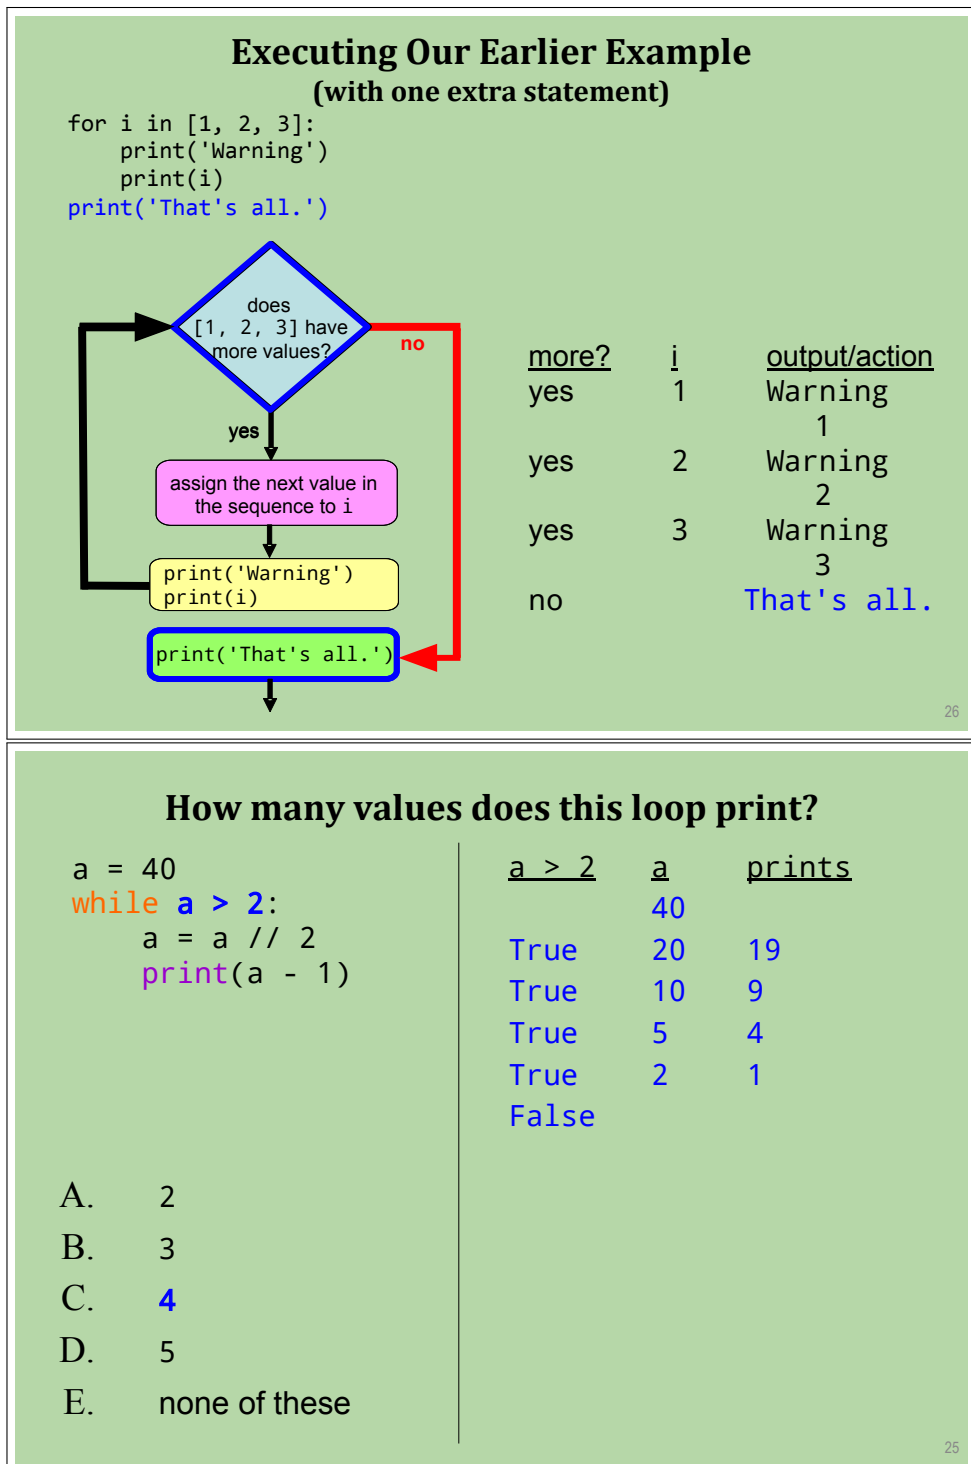 Executing Our Earlier Example
(with one extra statement)
for i in [1, 2, 3]:
    print('Warning')
    print(i)
print('That's all.')
does
[1, 2, 3] have
more values?
no
yes
assign the next value in
the sequence to i
print('Warning')
print(i)
print('That's all.')
more? i output/action
yes 1 Warning
1
yes 2 Warning
2
yes 3 Warning
3
no That's all.
26
How many values does this loop print?
a = 40
while a > 2:
    a = a // 2
    print(a - 1)
a > 2 a prints
40
True 20 19
True 10 9
True 5 4
True 2 1
False
A. 2
B. 3
C. 4
D. 5
E. none of these
25